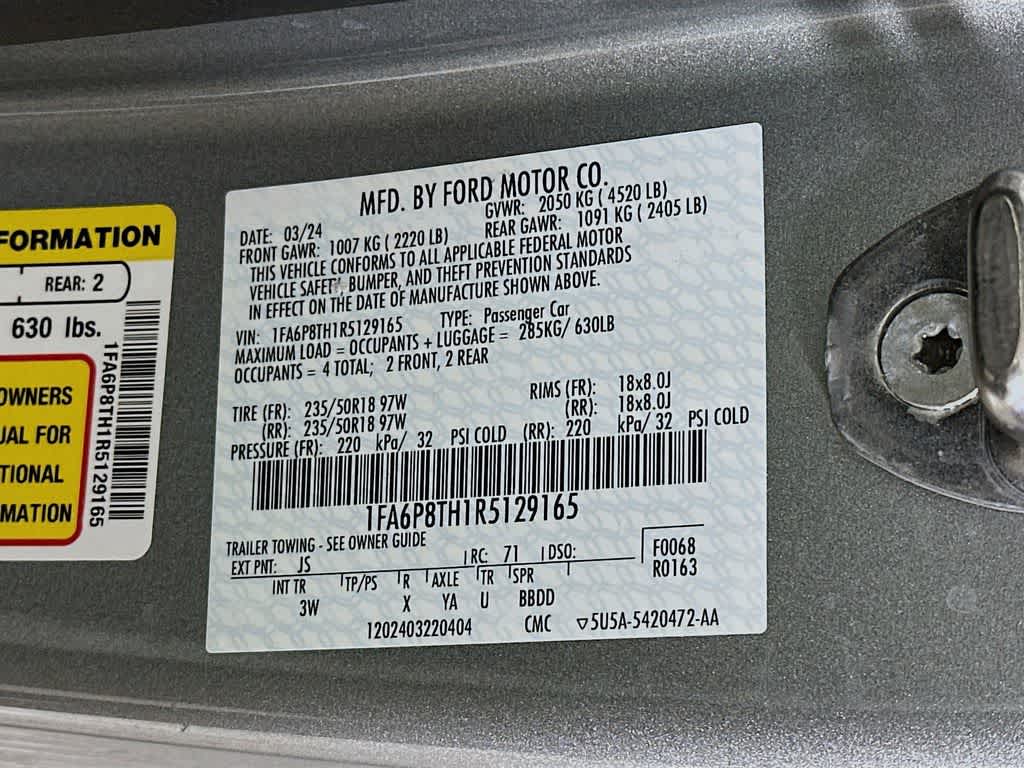 FORMATION
REAR: 2
630 lbs.
OWNERS
UAL FOR
TIONAL
MATION
1FA6P8TH1R5129165
MFD. BY FORD MOTOR CO.
DATE: 03/24 GVWR: 2050 KG ( 4520 LB)
FRONT GAWR: 1007 KG ( 2220 LB) REAR GAWR: 1091 KG ( 2405 LB)
THIS VEHICLE CONFORMS TO ALL APPLICABLE FEDERAL MOTOR
VEHICLE SAFETY, BUMPER, AND THEFT PREVENTION STANDARDS
IN EFFECT ON THE DATE OF MANUFACTURE SHOWN ABOVE.
VIN: 1FA6P8TH1R5129165 TYPE: Passenger Car
MAXIMUM LOAD = OCCUPANTS + LUGGAGE = 285KG/ 630LB
OCCUPANTS = 4 TOTAL; 2 FRONT, 2 REAR
TIRE (FR): 235/50R18 97W RIMS (FR): 18x8.0J
(RR): 235/50R18 97W (RR): 18x8.0J
PRESSURE (FR): 220 kPa/ 32 PSI COLD (RR): 220 kPa/ 32 PSI COLD
1FA6P8TH1R5129165
TRAILER TOWING - SEE OWNER GUIDE
EXT PNT: JS RC: 71 DSO: F0068
R0163
INT TR TP/PS R AXLE TR SPR
3W X YA U BBDD
1202403220404 CMC ▽5U5A-5420472-AA